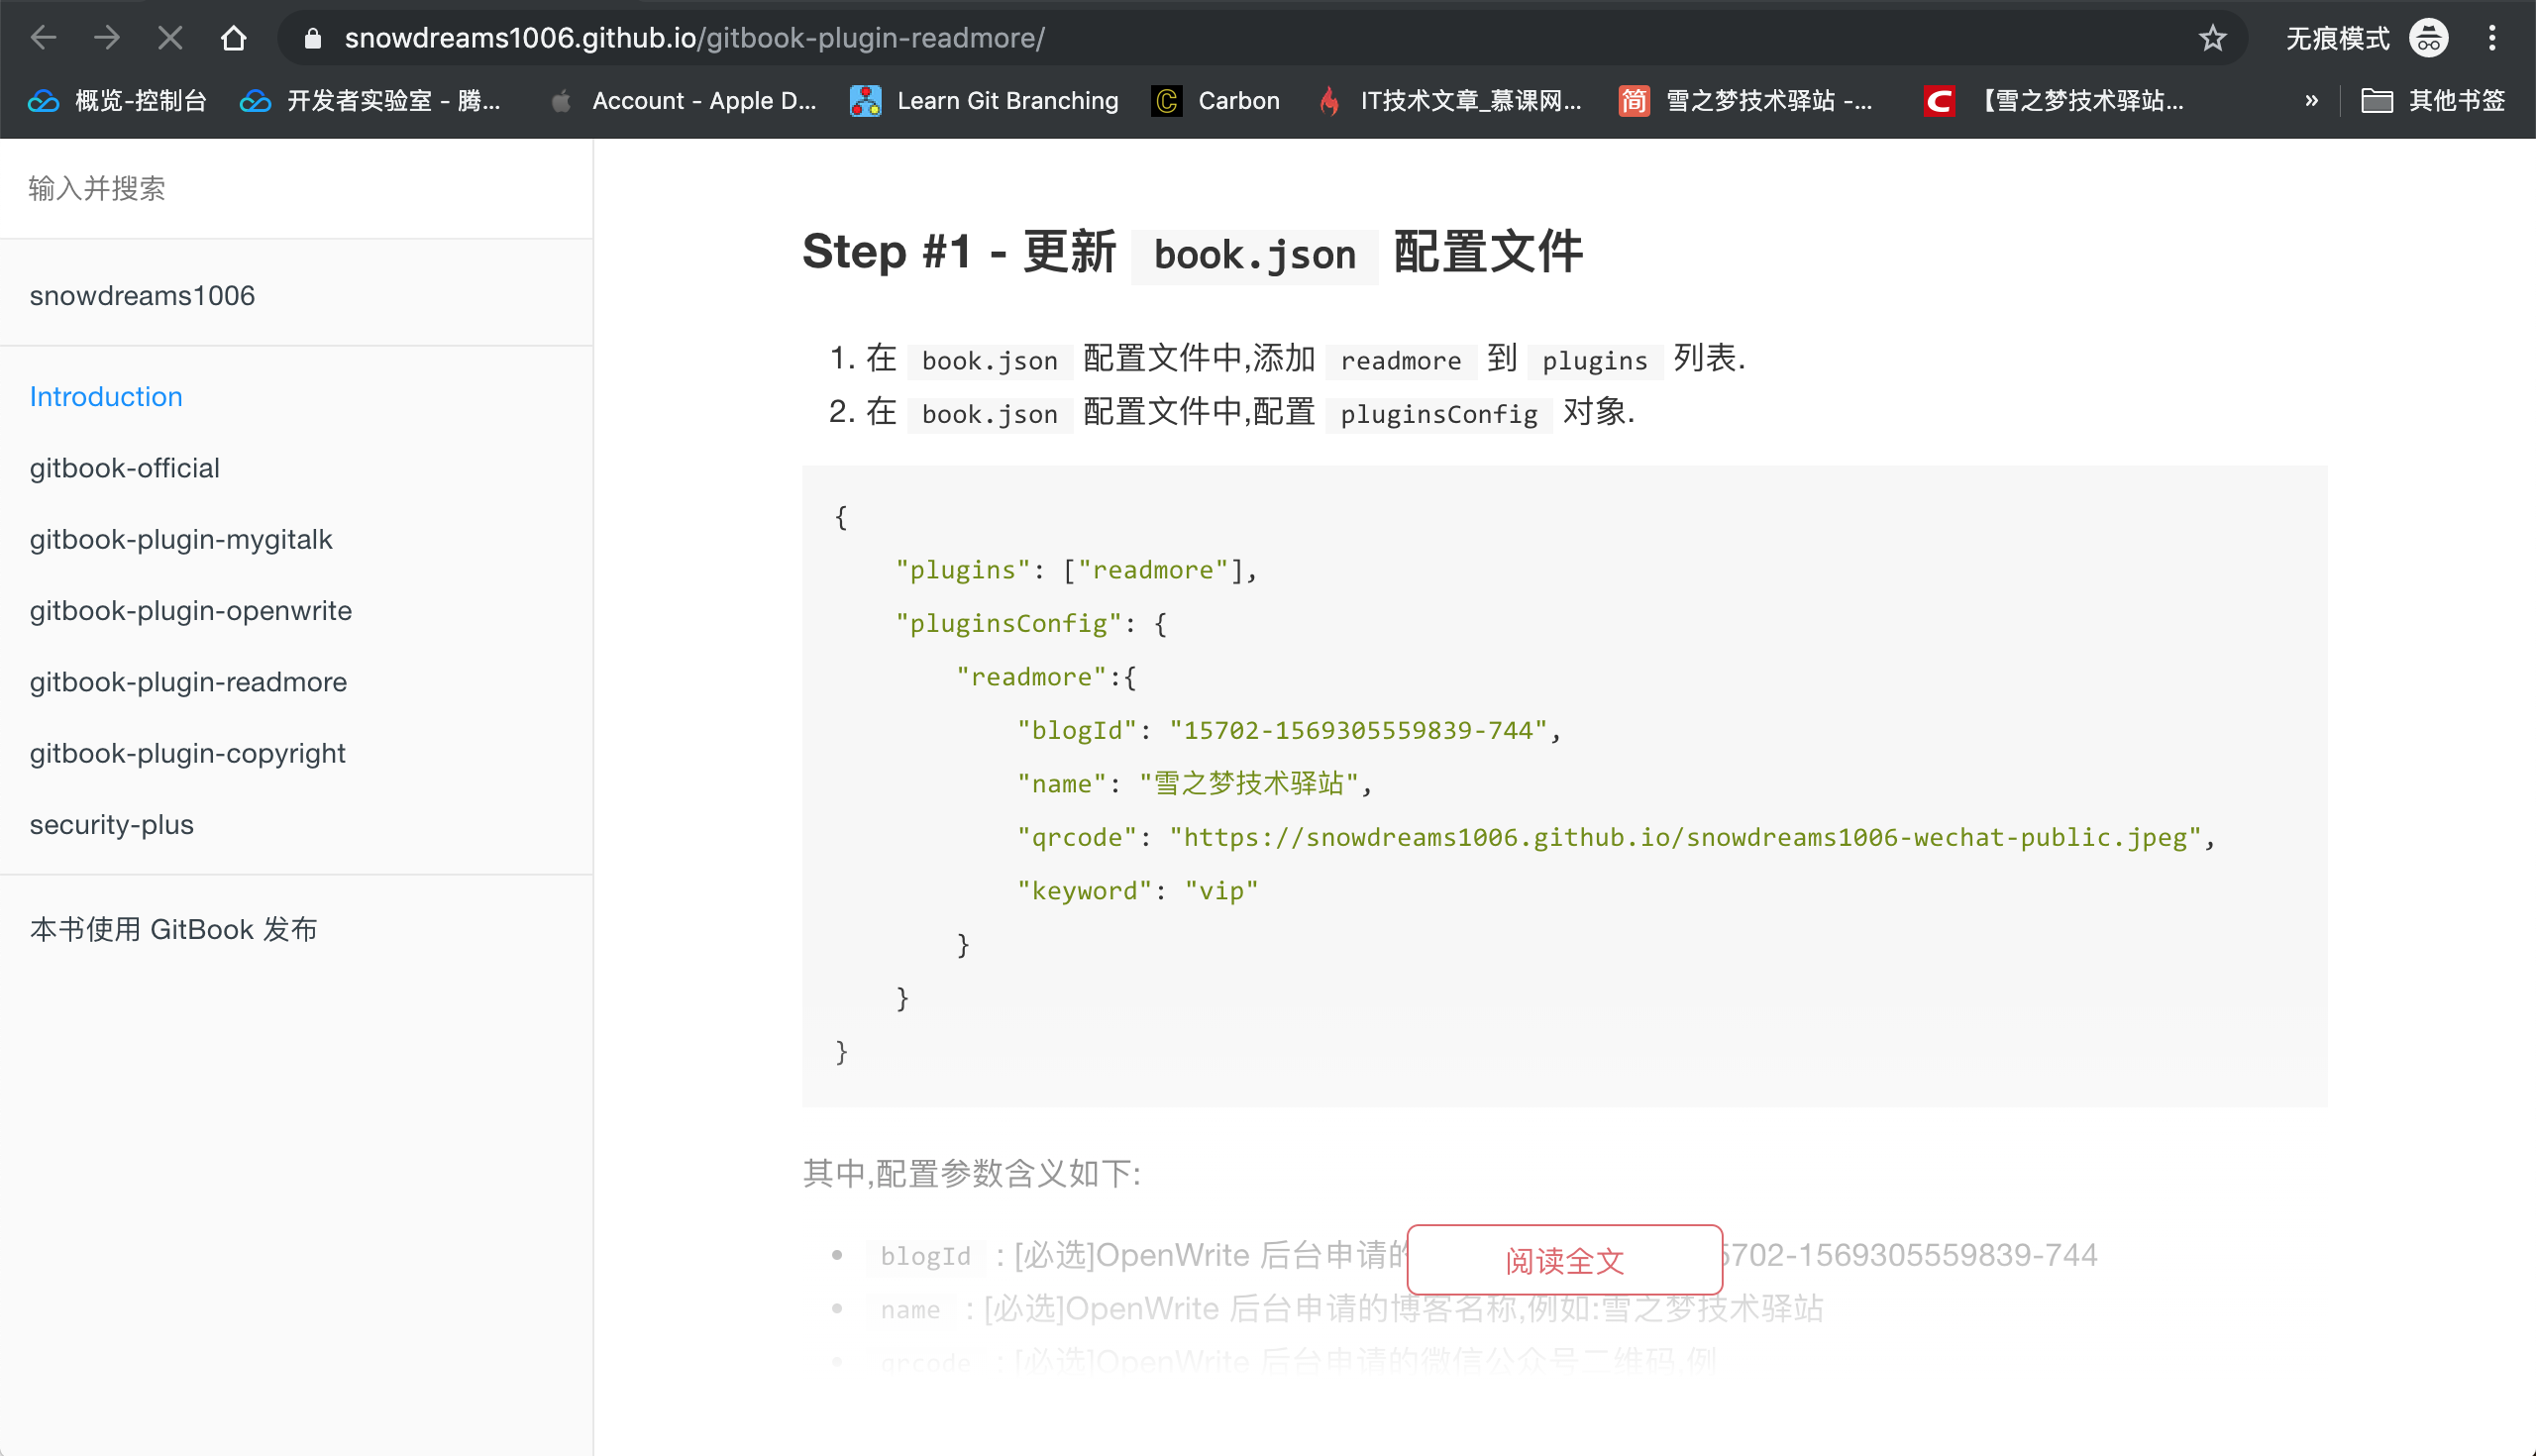 snowdreams1006.github.io/gitbook-plugin-readmore/
无痕模式
概览-控制台 开发者实验室 - 腾... Account - Apple D... Learn Git Branching Carbon IT技术文章_慕课网... 雪之梦技术驿站 -... 【雪之梦技术驿站... » 其他书签
输入并搜索
snowdreams1006
Introduction
gitbook-official
gitbook-plugin-mygitalk
gitbook-plugin-openwrite
gitbook-plugin-readmore
gitbook-plugin-copyright
security-plus
本书使用 GitBook 发布
Step #1 - 更新 book.json 配置文件
1. 在 book.json 配置文件中,添加 readmore 到 plugins 列表.
2. 在 book.json 配置文件中,配置 pluginsConfig 对象.
{
"plugins": ["readmore"],
"pluginsConfig": {
"readmore":{
"blogId": "15702-1569305559839-744",
"name": "雪之梦技术驿站",
"qrcode": "https://snowdreams1006.github.io/snowdreams1006-wechat-public.jpeg",
"keyword": "vip"
}
}
}
其中,配置参数含义如下:
• blogId : [必选]OpenWrite 后台申请的 5702-1569305559839-744
阅读全文
• name : [必选]OpenWrite 后台申请的博客名称,例如:雪之梦技术驿站
• qrcode : [必选]OpenWrite 后台申请的微信公众号二维码,例